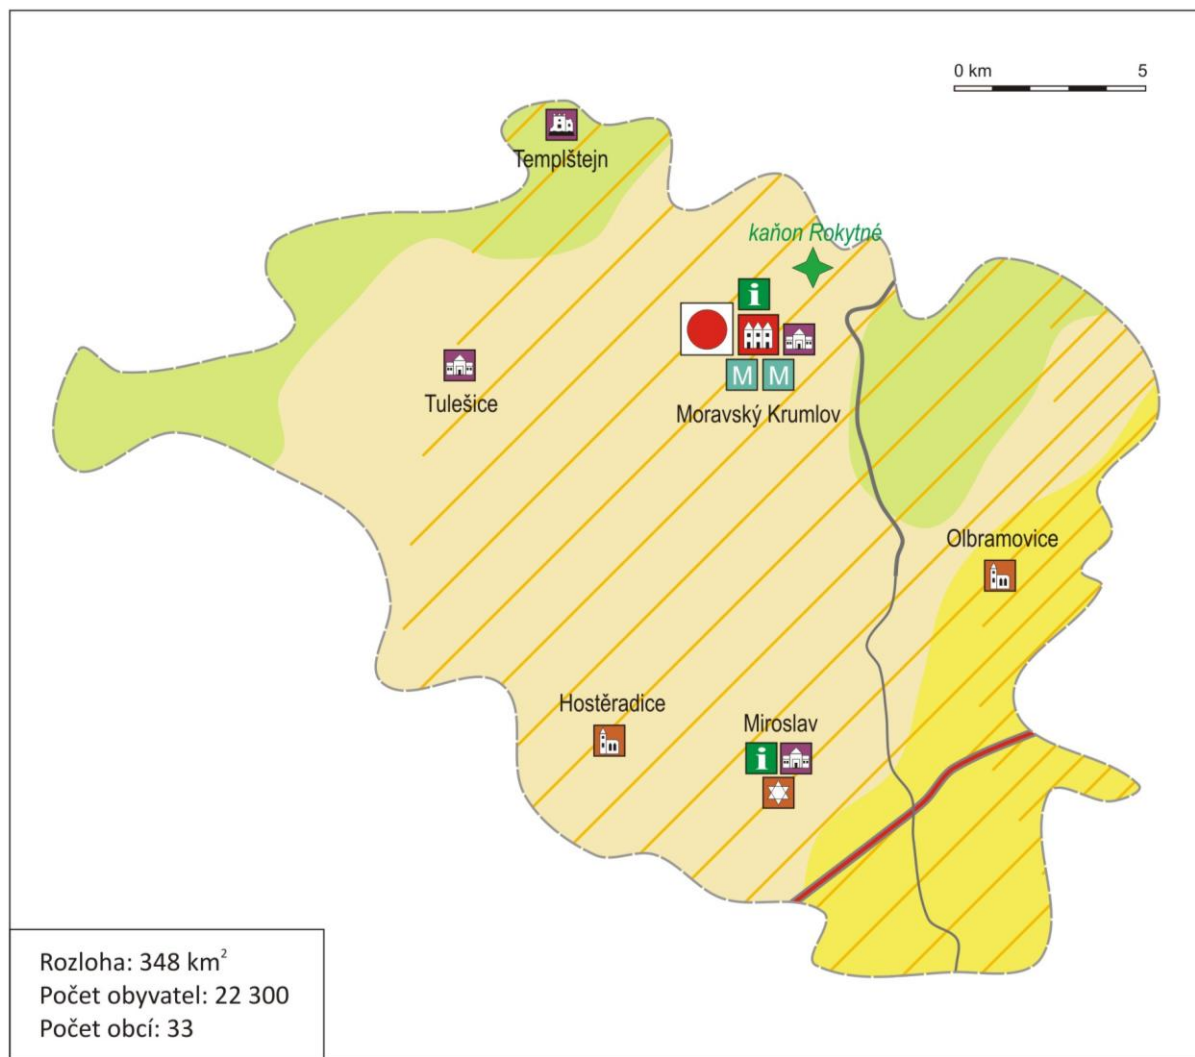 0 km 5
Templštejn
kaňon Rokytné
i
Tulešice
M M
Moravský Krumlov
Olbramovice
Hostěradice
Miroslav
i
Rozloha: 348 km²
Počet obyvatel: 22 300
Počet obcí: 33